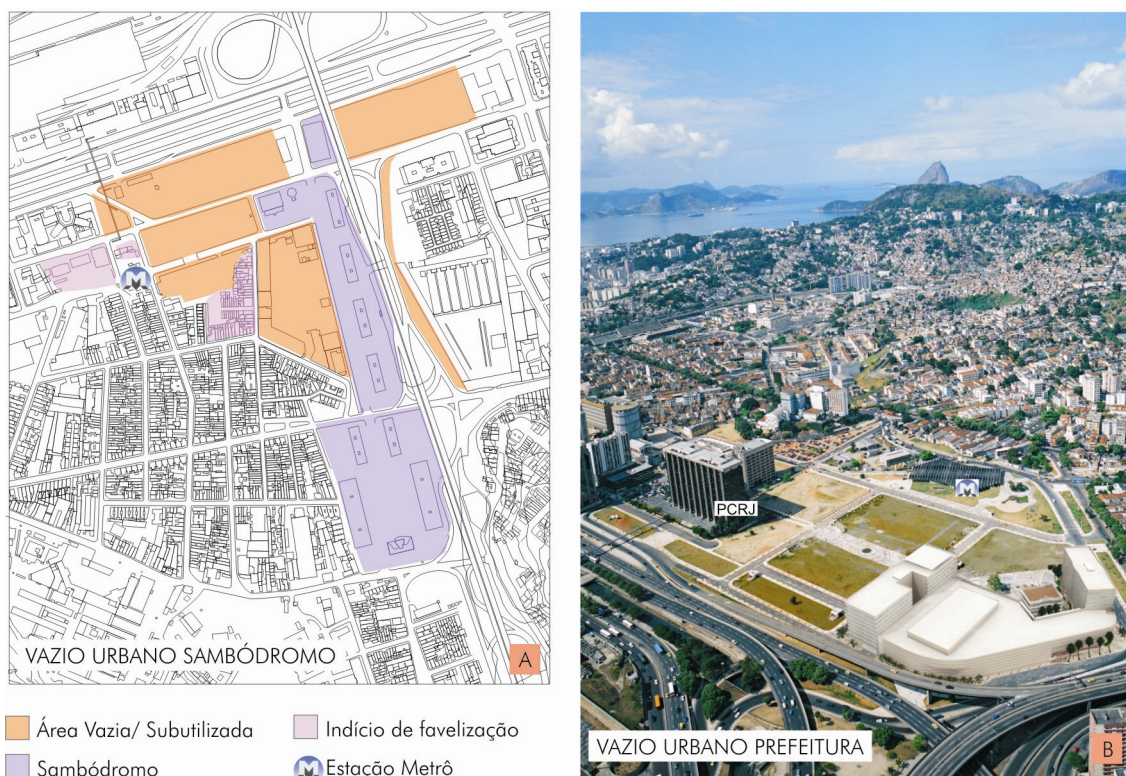 VAZIO URBANO SAMBÓDROMO
A
Área Vazia/ Subutilizada
Indício de favelização
Sambódromo
M Estação Metrô
PCRJ
M
VAZIO URBANO PREFEITURA
B